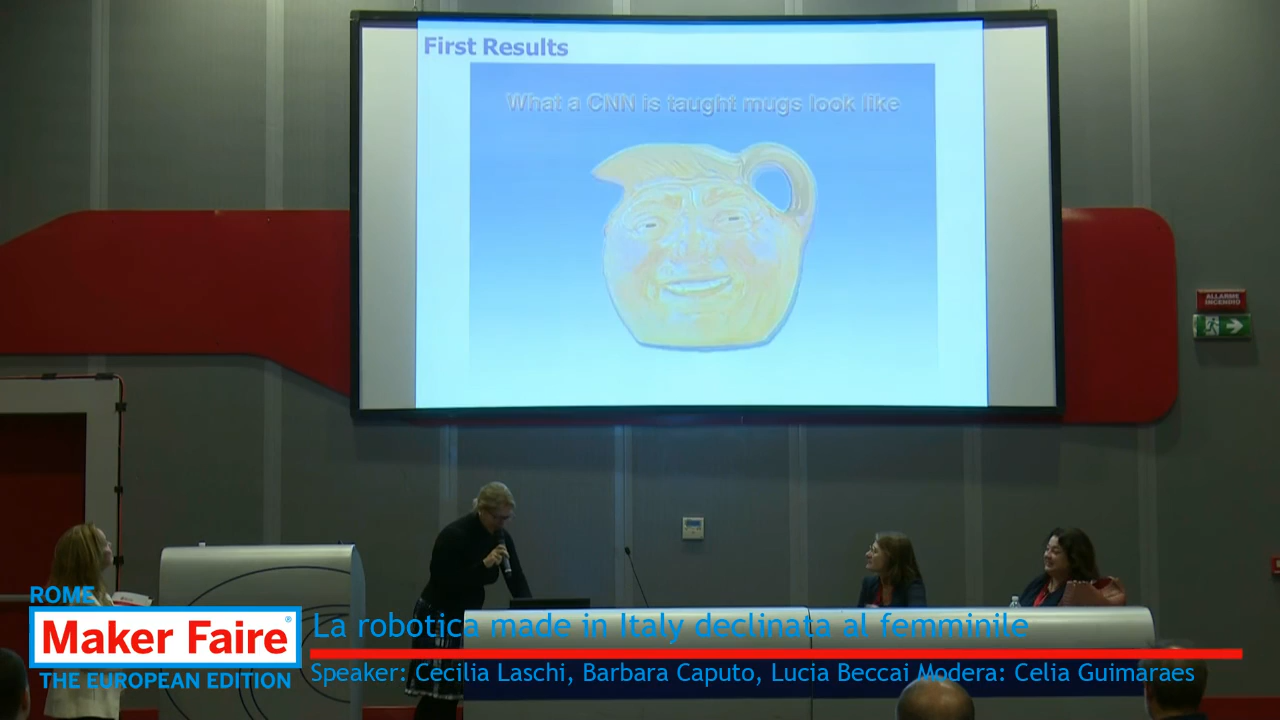 First Results
What a CNN is taught mugs look like
ALLARME
INCENDIO
ROME
Maker Faire®
THE EUROPEAN EDITION
La robotica made in Italy declinata al femminile
Speaker: Cecilia Laschi, Barbara Caputo, Lucia Beccai Modera: Celia Guimaraes